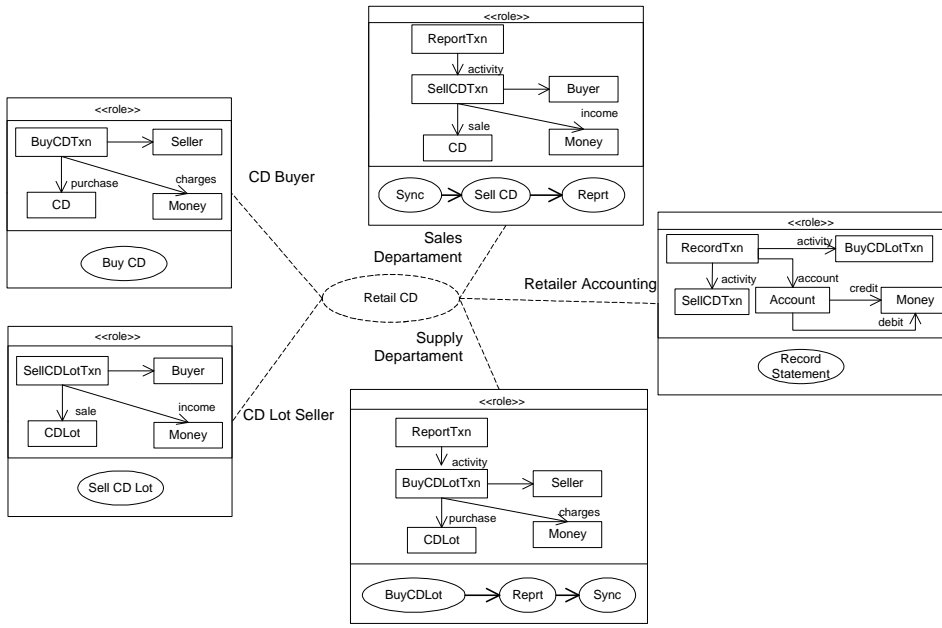 <<role>>
ReportTxn
activity
SellCDTxn
Buyer
income
sale
CD
Money
Sync
Sell CD
Reprt
<<role>>
BuyCDTxn
Seller
purchase
charges
CD
Money
Buy CD
CD Buyer
Sales
Departament
Retail CD
Retailer Accounting
<<role>>
RecordTxn
activity
BuyCDLotTxn
activity
account
SellCDTxn
Account
credit
Money
debit
Record
Statement
Supply
Departament
<<role>>
SellCDLotTxn
Buyer
sale
income
CDLot
Money
Sell CD Lot
CD Lot Seller
<<role>>
ReportTxn
activity
BuyCDLotTxn
Seller
purchase
charges
CDLot
Money
BuyCDLot
Reprt
Sync